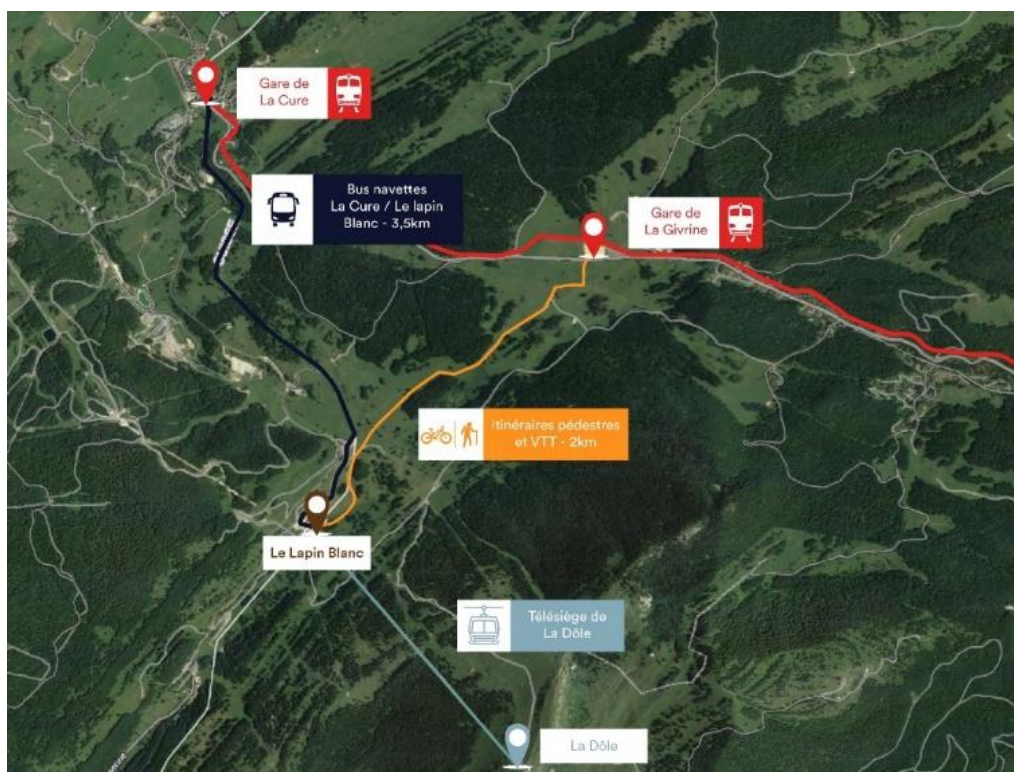 Gare de
La Cure
Bus navettes
La Cure / Le lapin
Blanc - 3,5km
Gare de
La Givrine
Itinéraires pédestres
et VTT - 2km
Le Lapin Blanc
Télésiège de
La Dôle
La Dôle